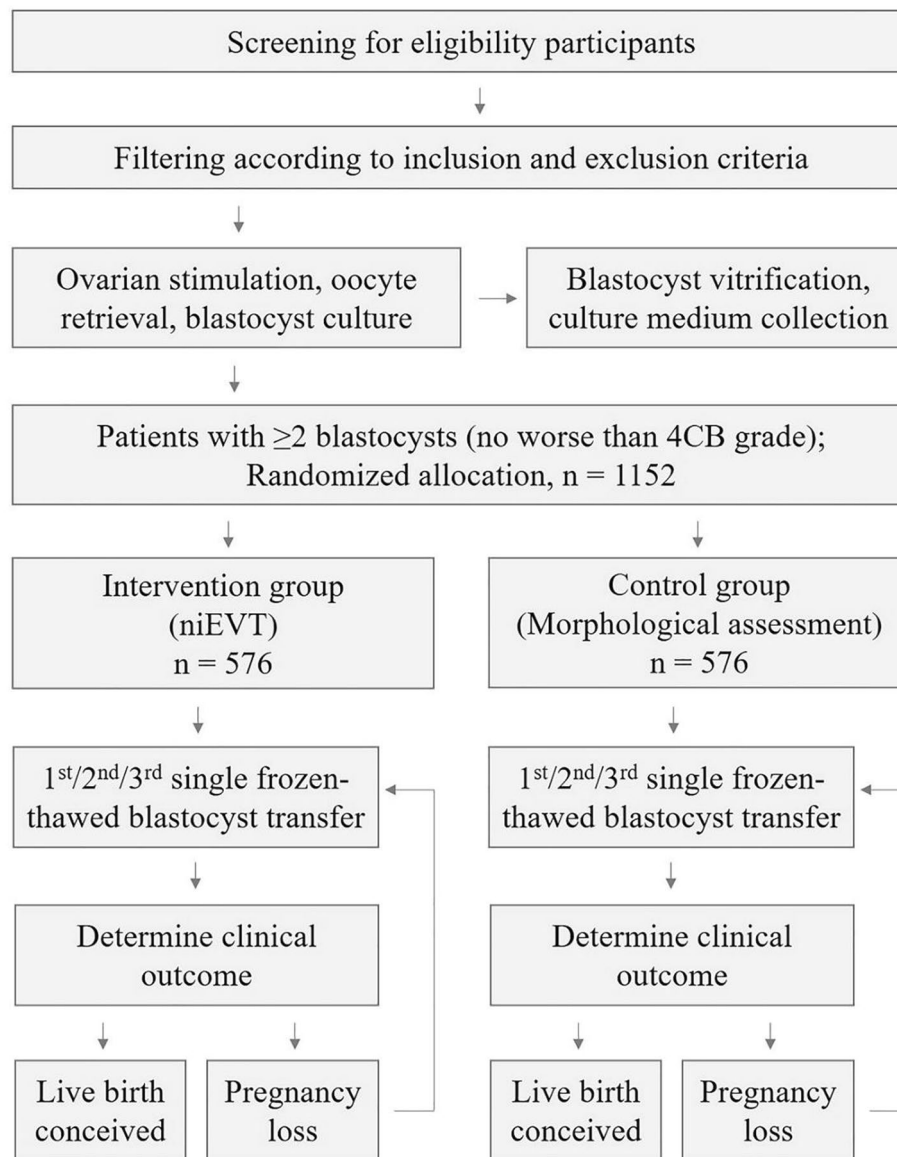 Screening for eligibility participants
Filtering according to inclusion and exclusion criteria
Ovarian stimulation, oocyte
retrieval, blastocyst culture
Blastocyst vitrification,
culture medium collection
Patients with ≥2 blastocysts (no worse than 4CB grade);
Randomized allocation, n = 1152
Intervention group
(niEVT)
n = 576
Control group
(Morphological assessment)
n = 576
1st/2nd/3rd single frozen-
thawed blastocyst transfer
1st/2nd/3rd single frozen-
thawed blastocyst transfer
Determine clinical
outcome
Determine clinical
outcome
Live birth
conceived
Pregnancy
loss
Live birth
conceived
Pregnancy
loss